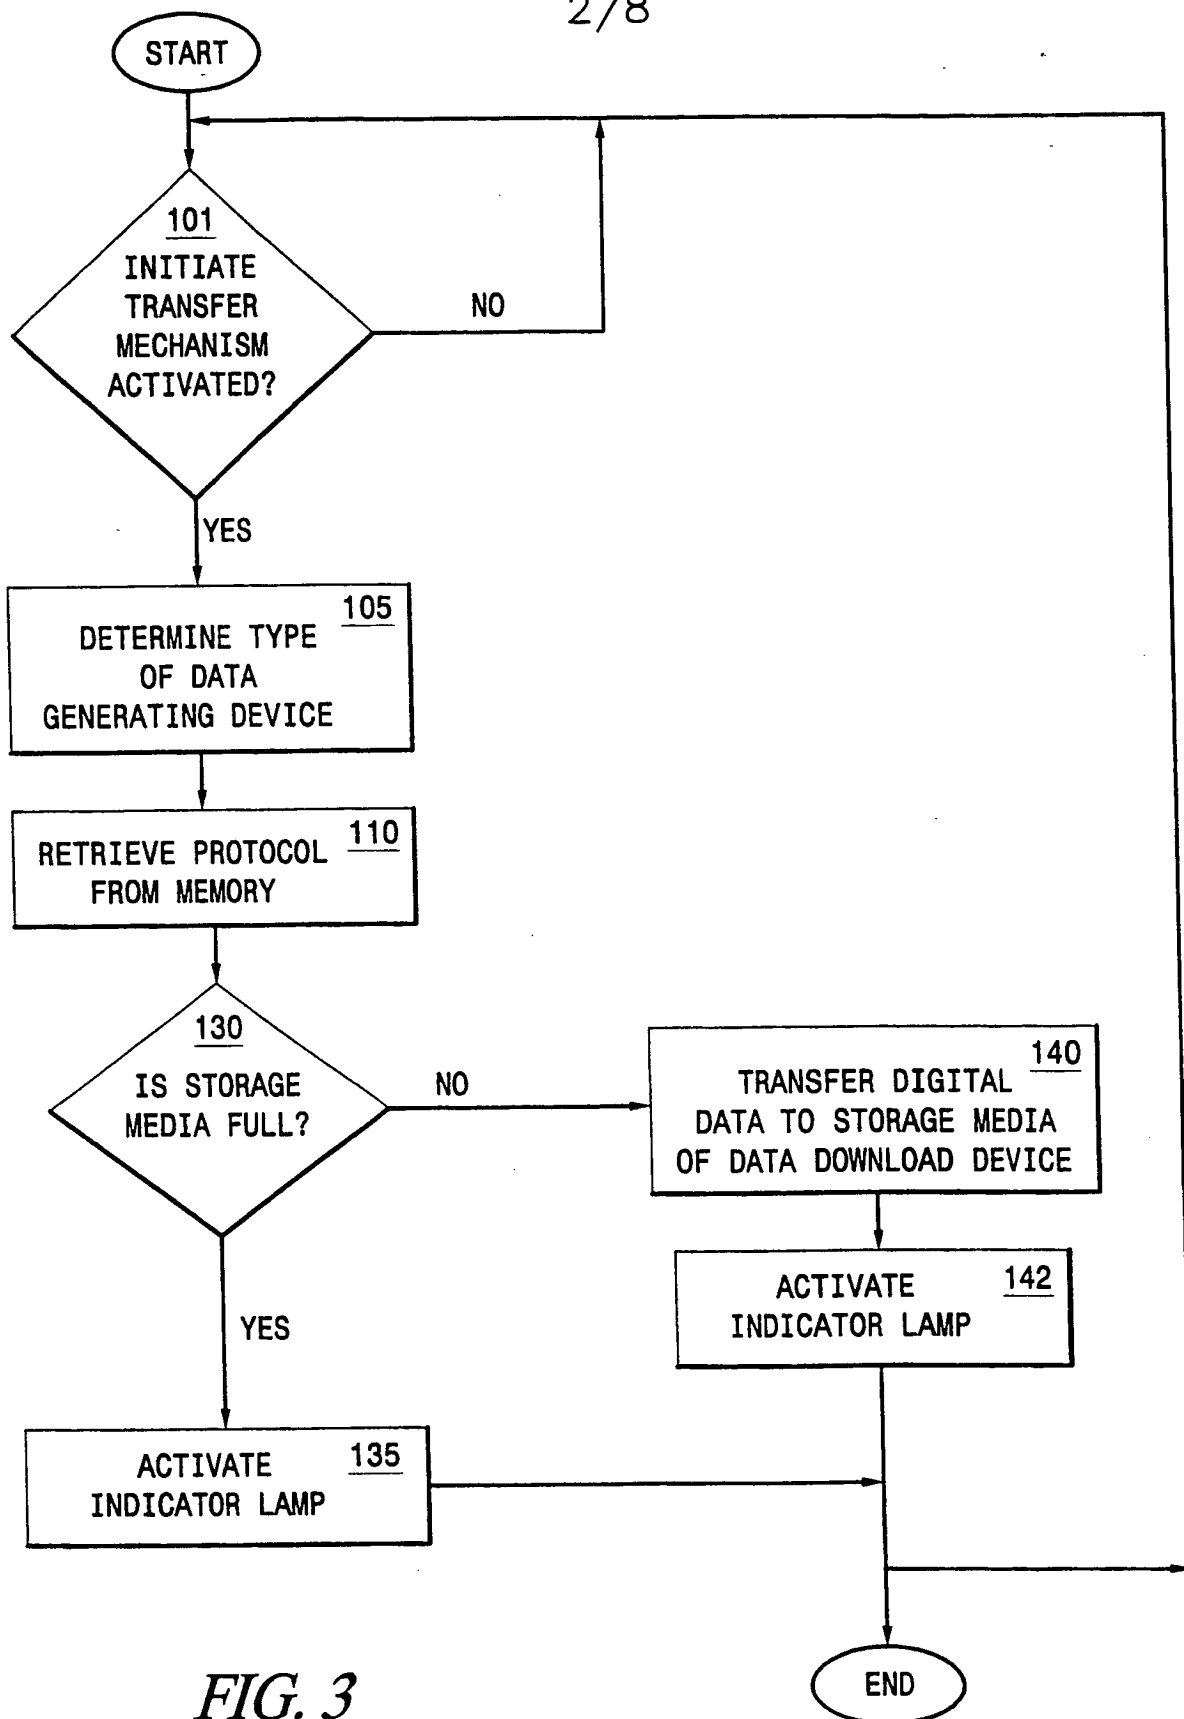 2/8
START
101
INITIATE
TRANSFER
MECHANISM
ACTIVATED?
NO
YES
105
DETERMINE TYPE
OF DATA
GENERATING DEVICE
110
RETRIEVE PROTOCOL
FROM MEMORY
130
IS STORAGE
MEDIA FULL?
NO
140
TRANSFER DIGITAL
DATA TO STORAGE MEDIA
OF DATA DOWNLOAD DEVICE
142
ACTIVATE
INDICATOR LAMP
YES
135
ACTIVATE
INDICATOR LAMP
END
FIG. 3